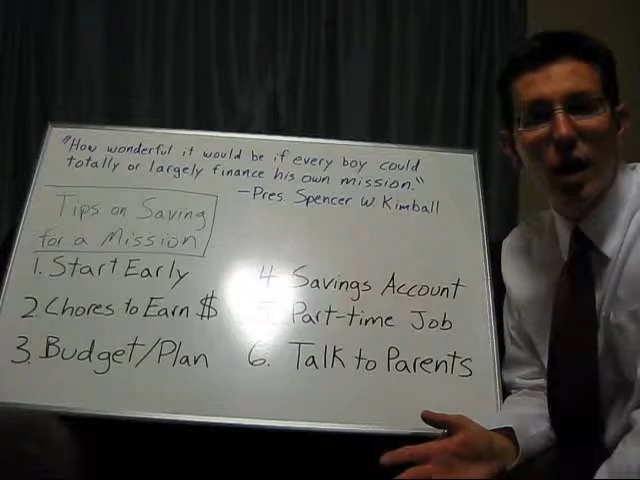 "How wonderful it would be if every boy could
totally or largely finance his own mission."
-Pres. Spencer W. Kimball
Tips on Saving
for a Mission
1. Start Early
2. Chores to Earn $
3. Budget/Plan
4. Savings Account
5. Part-time Job
6. Talk to Parents